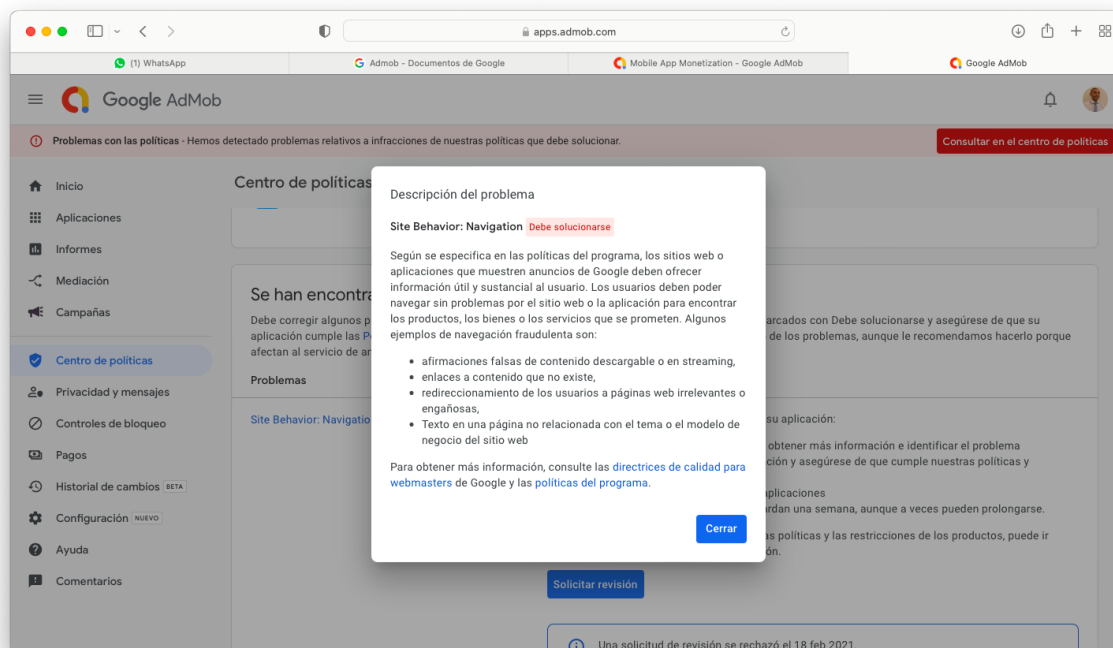 apps.admob.com
(1) WhatsApp
Admob - Documentos de Google
Mobile App Monetization - Google AdMob
Google AdMob
Google AdMob
Problemas con las políticas - Hemos detectado problemas relativos a infracciones de nuestras políticas que debe solucionar.
Consultar en el centro de políticas
Inicio
Aplicaciones
Informes
Mediación
Campañas
Centro de políticas
Privacidad y mensajes
Controles de bloqueo
Pagos
Historial de cambios BETA
Configuración NUEVO
Ayuda
Comentarios
Centro de políticas
Se han encontra
Debe corregir algunos p
arcados con Debe solucionarse y asegúrese de que su
aplicación cumple las P
de los problemas, aunque le recomendamos hacerlo porque
afectan al servicio de an
Problemas
Site Behavior: Navigatio
su aplicación:
obtener más información e identificar el problema
ción y asegúrese de que cumple nuestras políticas y
aplicaciones
ardan una semana, aunque a veces pueden prolongarse.
as políticas y las restricciones de los productos, puede ir
ón.
Solicitar revisión
Una solicitud de revisión se rechazó el 18 feb 2021.
Descripción del problema
Site Behavior: Navigation Debe solucionarse
Según se especifica en las políticas del programa, los sitios web o
aplicaciones que muestren anuncios de Google deben ofrecer
información útil y sustancial al usuario. Los usuarios deben poder
navegar sin problemas por el sitio web o la aplicación para encontrar
los productos, los bienes o los servicios que se prometen. Algunos
ejemplos de navegación fraudulenta son:
• afirmaciones falsas de contenido descargable o en streaming,
• enlaces a contenido que no existe,
• redireccionamiento de los usuarios a páginas web irrelevantes o
engañosas,
• Texto en una página no relacionada con el tema o el modelo de
negocio del sitio web
Para obtener más información, consulte las directrices de calidad para
webmasters de Google y las políticas del programa.
Cerrar